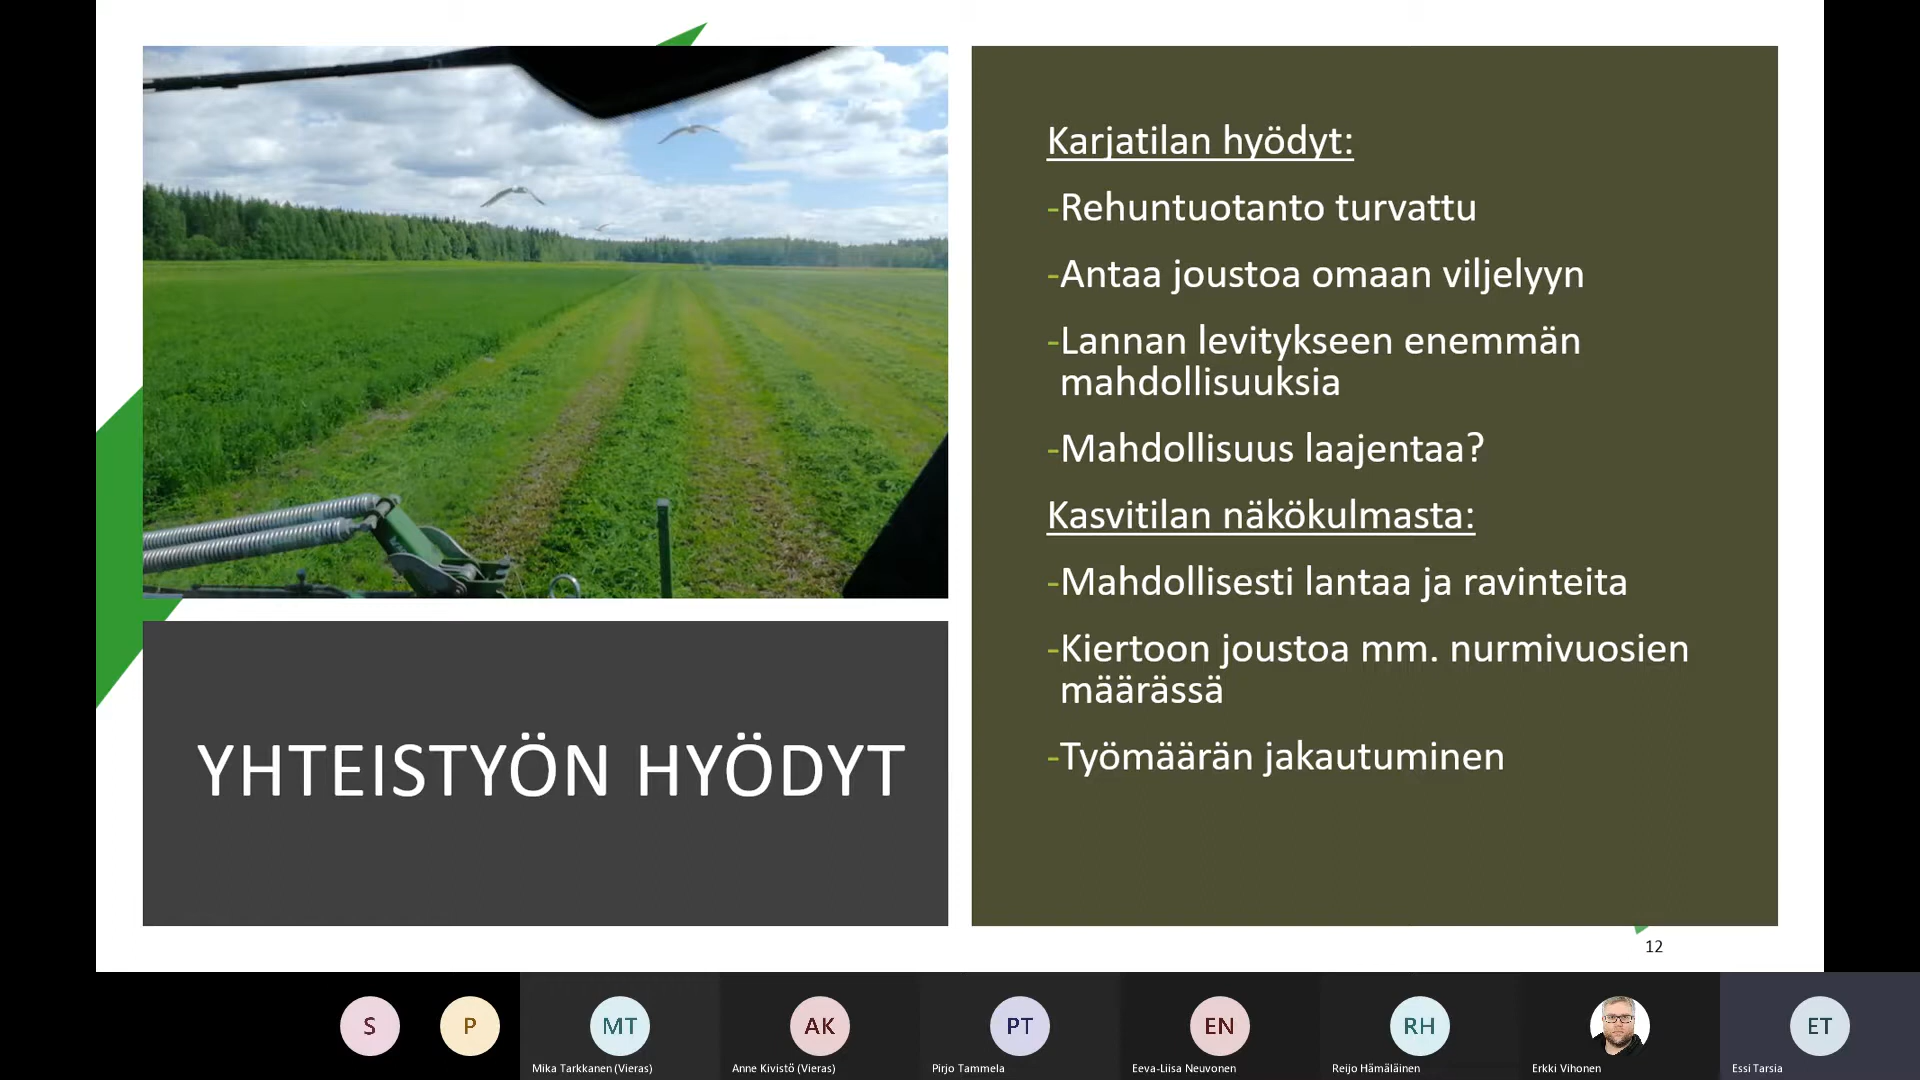 Karjatilan hyödyt:
-Rehuntuotanto turvattu
-Antaa joustoa omaan viljelyyn
-Lannan levitykseen enemmän
mahdollisuuksia
-Mahdollisuus laajentaa?
Kasvitilan näkökulmasta:
-Mahdollisesti lantaa ja ravinteita
-Kiertoon joustoa mm. nurmivuosien
määrässä
-Työmäärän jakautuminen
YHTEISTYÖN HYÖDYT
12
S
P
MT
AK
PT
EN
RH
ET
Mika Tarkkanen (Vieras)
Anne Kivistö (Vieras)
Pirjo Tammela
Eeva-Liisa Neuvonen
Reijo Hämäläinen
Erkki Vihonen
Essi Tarsia